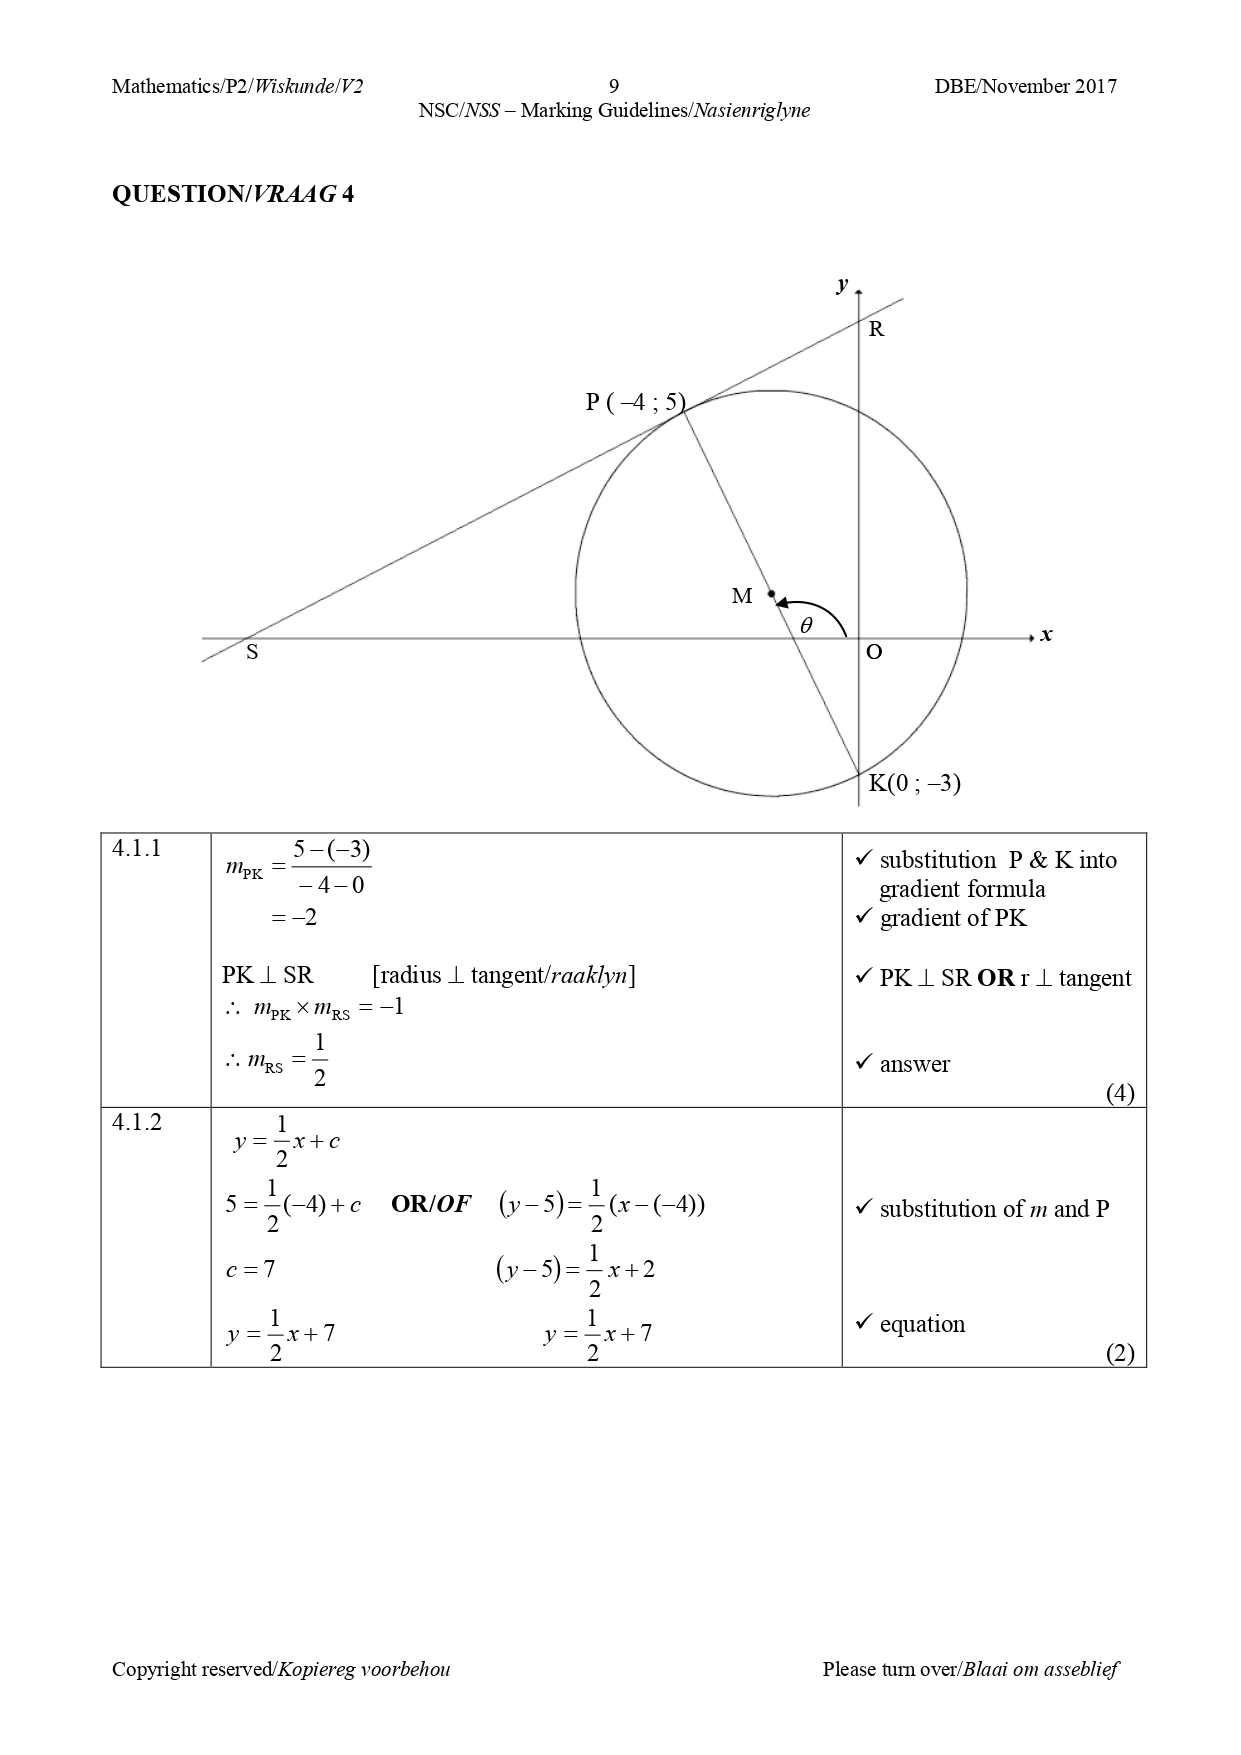 Mathematics/P2/Wiskunde/V2 9 DBE/November 2017
NSC/NSS – Marking Guidelines/Nasienriglyne
QUESTION/VRAAG 4
y
R
P ( –4 ; 5)
M
θ
x
S
O
K(0 ; –3)
4.1.1
m_PK = (5 – (–3))/(–4 – 0)
= –2
PK ⊥ SR [radius ⊥ tangent/raaklyn]
∴ m_PK × m_RS = –1
∴ m_RS = 1/2
✓ substitution P & K into
gradient formula
✓ gradient of PK
✓ PK ⊥ SR OR r ⊥ tangent
✓ answer
(4)
4.1.2
y = 1/2 x + c
5 = 1/2 (–4) + c OR/OF (y – 5) = 1/2 (x – (–4))
c = 7 (y – 5) = 1/2 x + 2
y = 1/2 x + 7 y = 1/2 x + 7
✓ substitution of m and P
✓ equation
(2)
Copyright reserved/Kopiereg voorbehou Please turn over/Blaai om asseblief